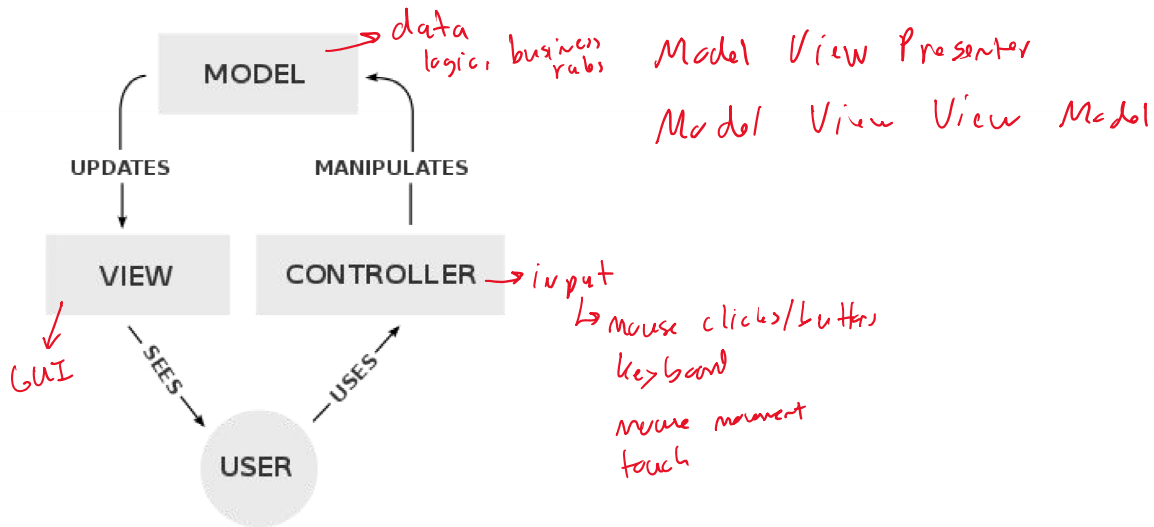 MODEL
data
logic, business
rules
Model View Presenter
Model View View Model
UPDATES
MANIPULATES
VIEW
CONTROLLER
input
mouse clicks/buttons
keyboard
mouse movement
touch
GUI
SEES
USES
USER